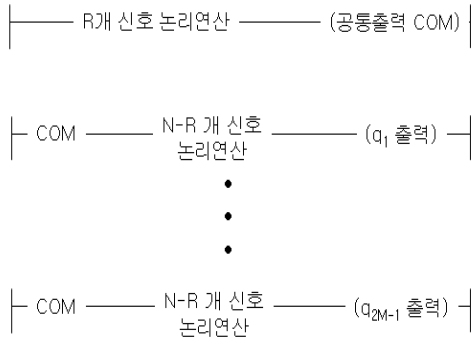 R개 신호 논리연산 (공통출력 COM)
COM N-R 개 신호 논리연산 (q₁ 출력)
COM N-R 개 신호 논리연산 (q₂M-1 출력)